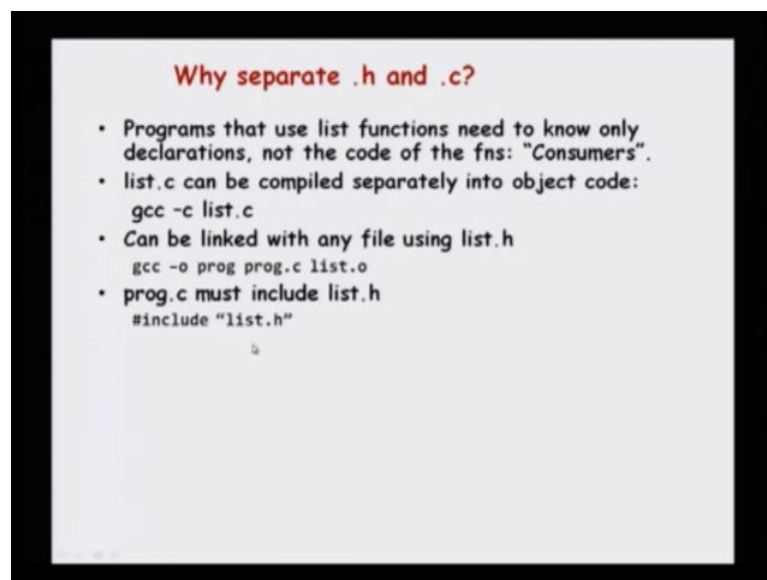 Why separate .h and .c?
• Programs that use list functions need to know only
declarations, not the code of the fns: "Consumers".
• list.c can be compiled separately into object code:
gcc -c list.c
• Can be linked with any file using list.h
gcc -o prog prog.c list.o
• prog.c must include list.h
#include "list.h"